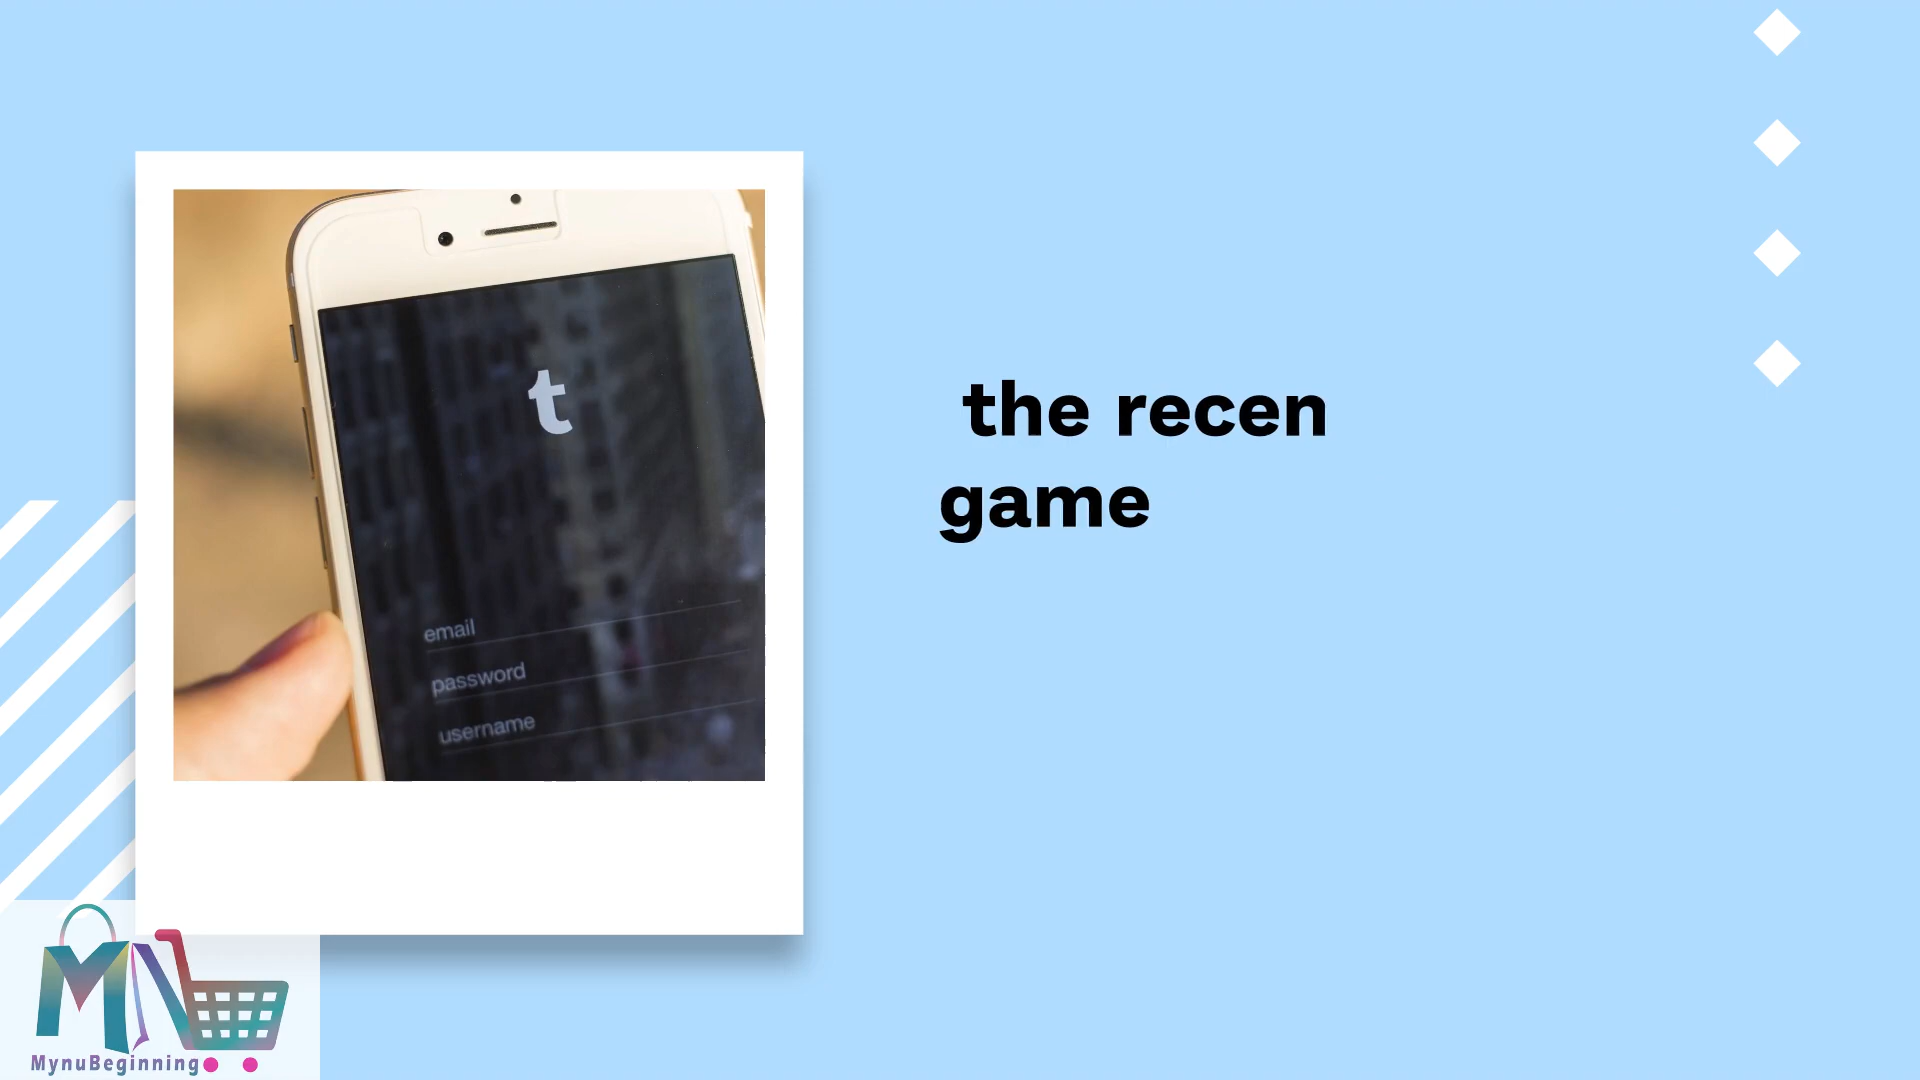 the recen
game
t
email
password
username
MynuBeginning